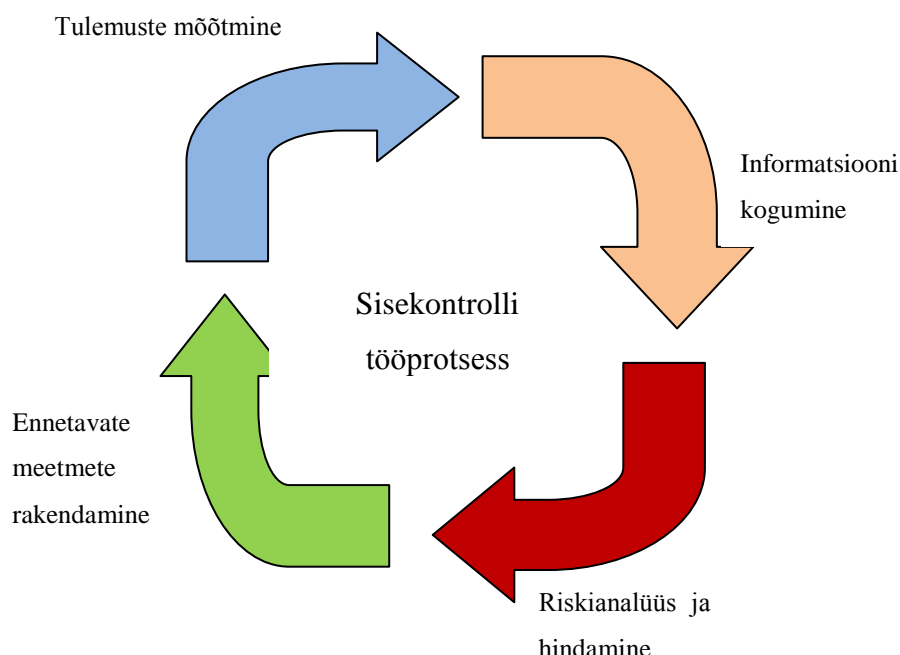 Tulemuste mõõtmine
Informatsiooni
kogumine
Sisekontrolli
tööprotsess
Ennetavate
meetmete
rakendamine
Riskianalüüs ja
hindamine